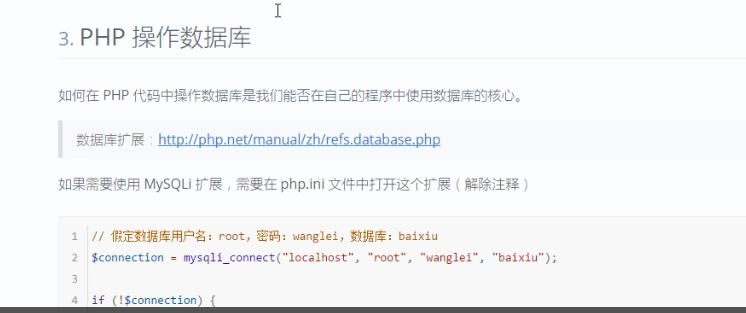 3. PHP 操作数据库
如何在 PHP 代码中操作数据库是我们能否在自己的程序中使用数据库的核心。
数据库扩展：http://php.net/manual/zh/refs.database.php
如果需要使用 MySQLi 扩展，需要在 php.ini 文件中打开这个扩展（解除注释）
1 // 假定数据库用户名：root，密码：wanglei，数据库：baixiu
2 $connection = mysqli_connect("localhost", "root", "wanglei", "baixiu");
3
4 if (!$connection) {